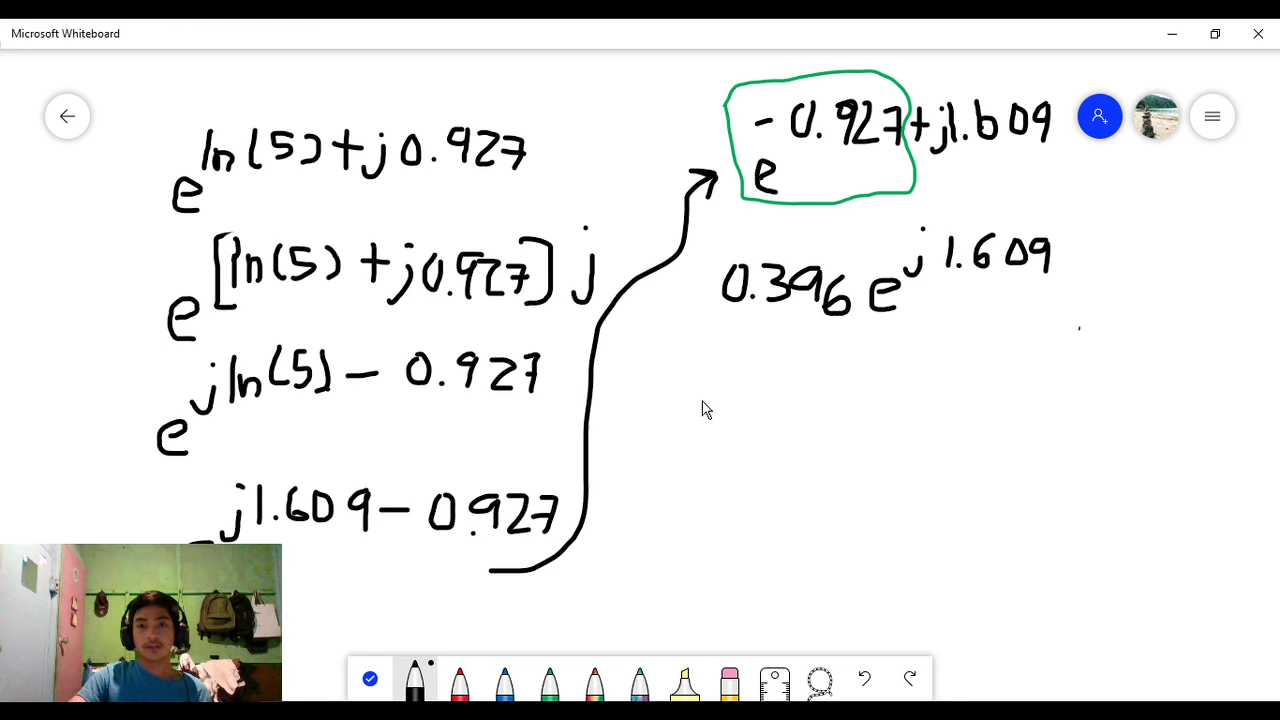 Microsoft Whiteboard
e^ln(5)+j0.927
e^[ln(5)+j0.927]j
e^jln(5)-0.927
e^j1.609-0.927
e^-0.927+j1.609
0.396 e^j1.609